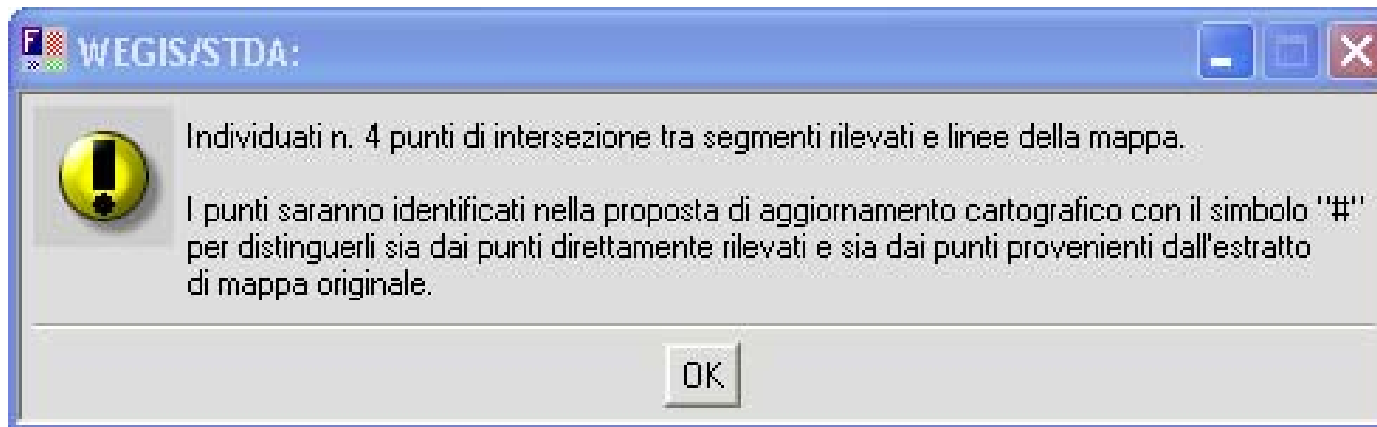 WEGIS/STDA:
Individuati n. 4 punti di intersezione tra segmenti rilevati e linee della mappa.
I punti saranno identificati nella proposta di aggiornamento cartografico con il simbolo "#"
per distinguerli sia dai punti direttamente rilevati e sia dai punti provenienti dall'estratto
di mappa originale.
OK